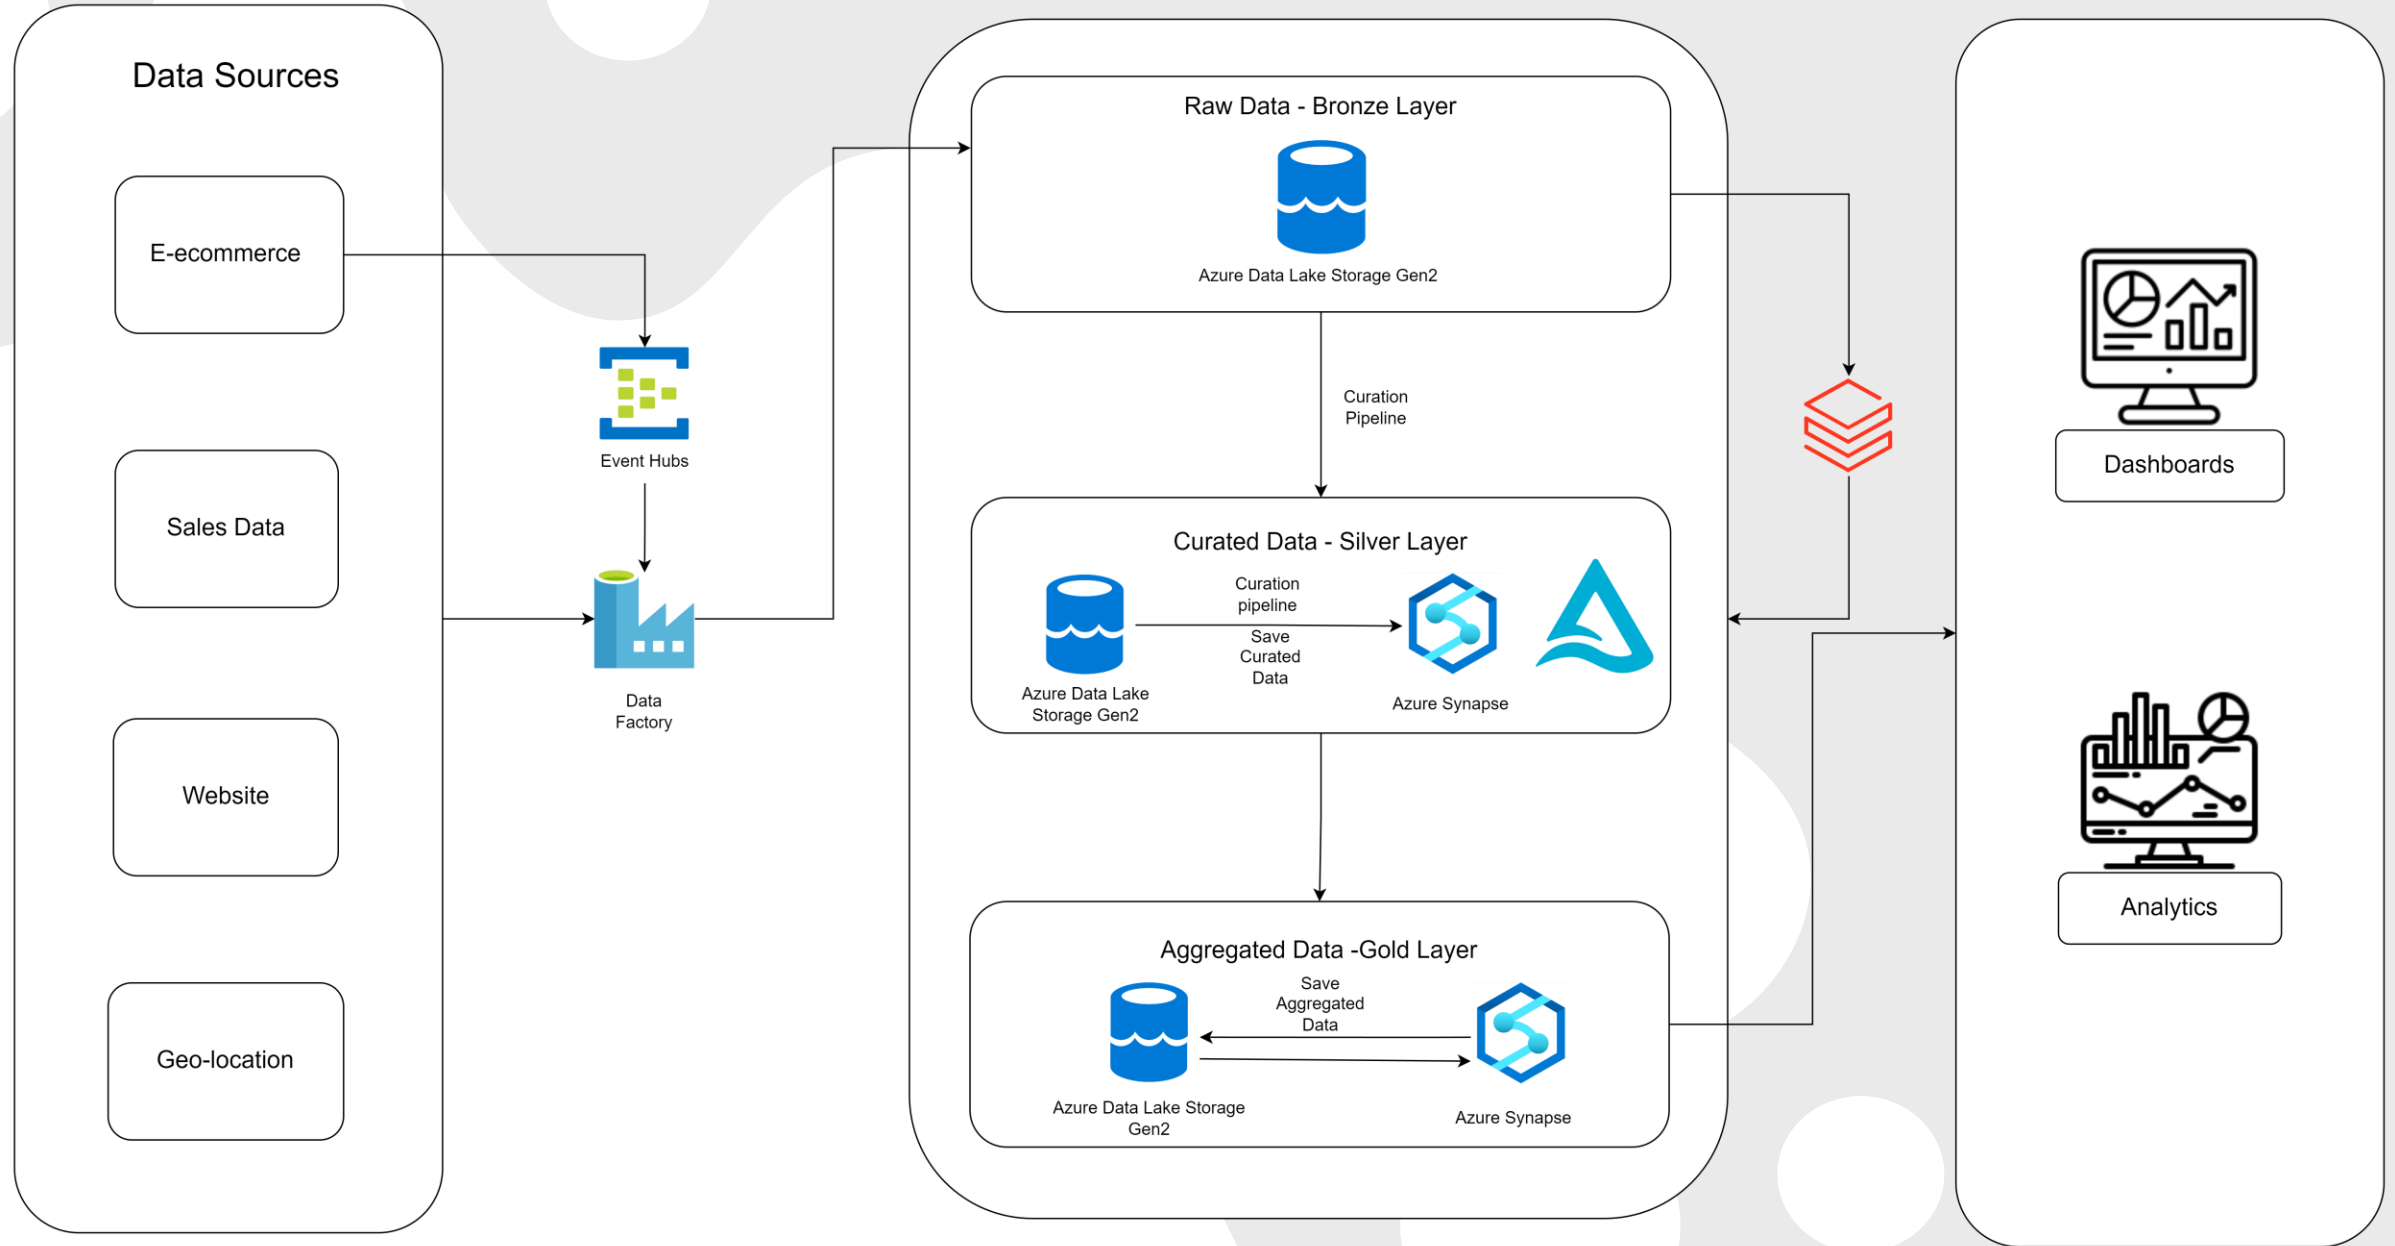 Data Sources
E-ecommerce
Sales Data
Website
Geo-location
Event Hubs
Data
Factory
Raw Data - Bronze Layer
Azure Data Lake Storage Gen2
Curation
Pipeline
Curated Data - Silver Layer
Curation
pipeline
Save
Curated
Data
Azure Data Lake
Storage Gen2
Azure Synapse
Aggregated Data -Gold Layer
Save
Aggregated
Data
Azure Data Lake Storage
Gen2
Azure Synapse
Dashboards
Analytics